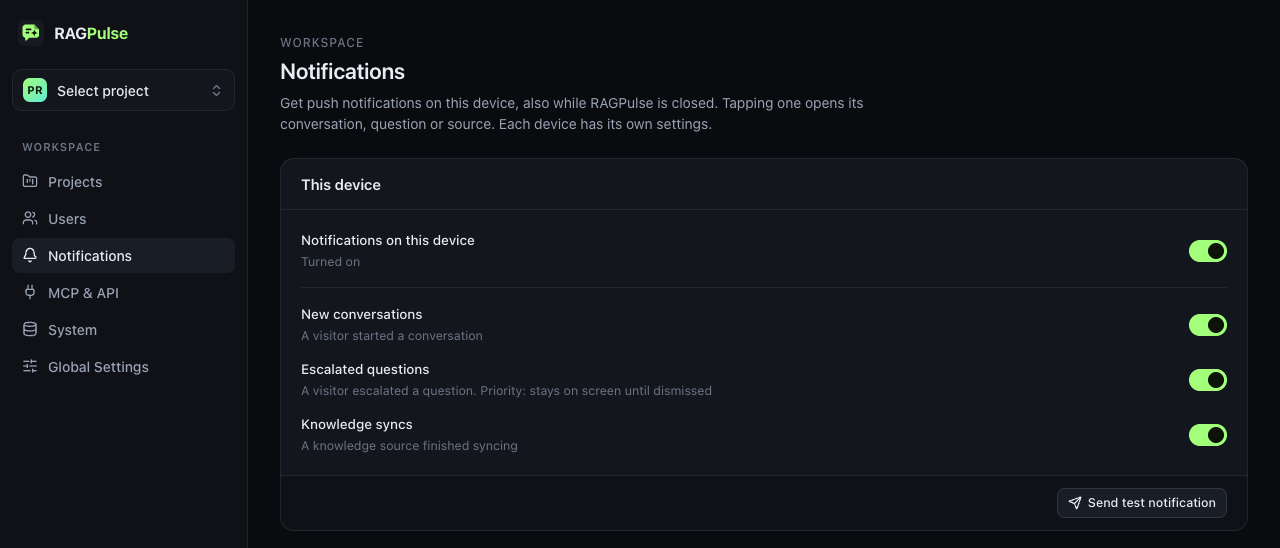 RAGPulse
PR Select project
WORKSPACE
Projects
Users
Notifications
MCP & API
System
Global Settings
WORKSPACE
Notifications
Get push notifications on this device, also while RAGPulse is closed. Tapping one opens its
conversation, question or source. Each device has its own settings.
This device
Notifications on this device
Turned on
New conversations
A visitor started a conversation
Escalated questions
A visitor escalated a question. Priority: stays on screen until dismissed
Knowledge syncs
A knowledge source finished syncing
Send test notification